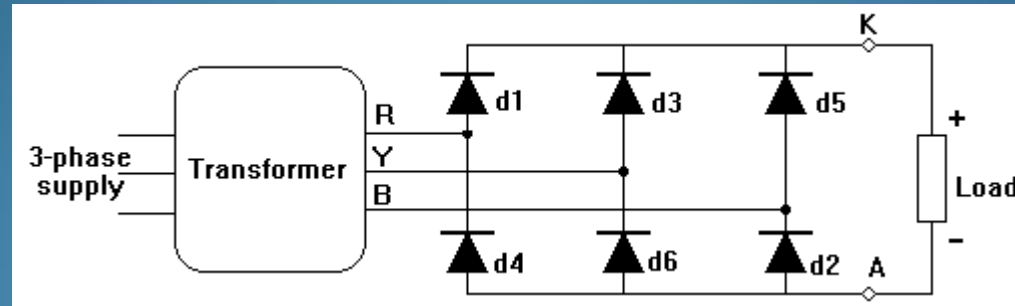 K
d1
d3
d5
R
+
3-phase
supply
Transformer
Y
Load
B
-
d4
d6
d2
A